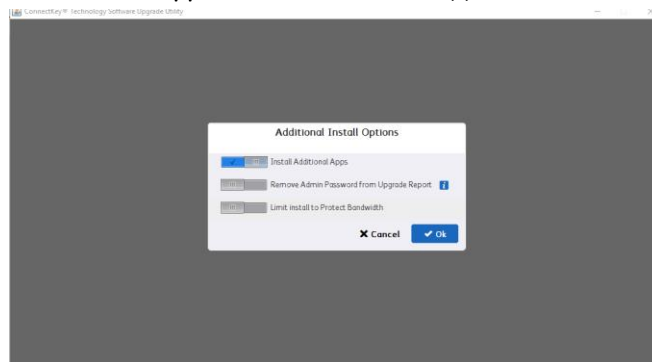 ConnectKey® Technology Software Upgrade Utility
Additional Install Options
Install Additional Apps
Remove Admin Password from Upgrade Report
Limit install to Protect Bandwidth
Cancel
Ok